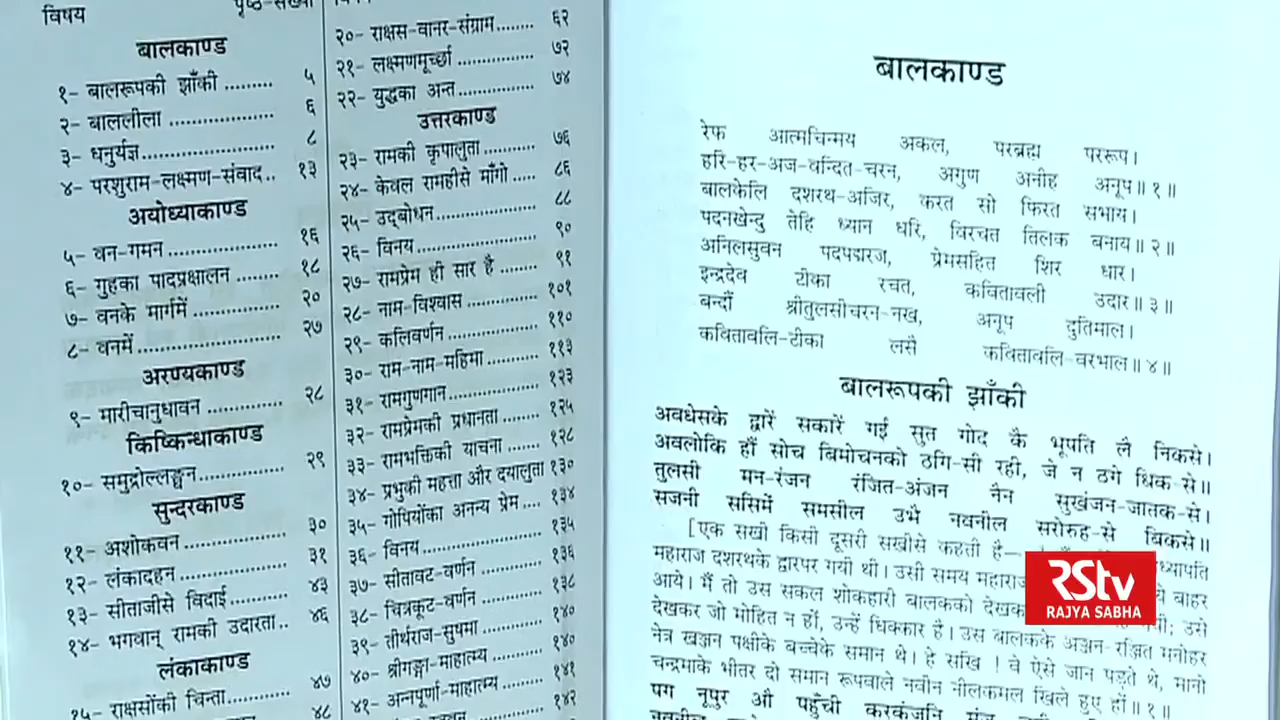 विषय
पृष्ठ-संख्या
बालकाण्ड
१- बालरूपकी झाँकी ......... ५
२- बाललीला ................... ६
३- धनुर्यज्ञ........................ ८
४- परशुराम-लक्ष्मण-संवाद.. १३
अयोध्याकाण्ड
५- वन-गमन .................... १६
६- गुहका पादप्रक्षालन ........ १८
७- वनके मार्गमें ............... २०
८- वनमें......................... २७
अरण्यकाण्ड
९- मारीचानुधावन .............. २८
किष्किन्धाकाण्ड
१०- समुद्रोल्लङ्घन............... २९
सुन्दरकाण्ड
११- अशोकवन .................. ३०
१२- लंकादहन ................... ३१
१३- सीताजीसे विदाई........... ४३
१४- भगवान् रामकी उदारता.. ४६
लंकाकाण्ड
१५- राक्षसोंकी चिन्ता........... ४७
४८
२०- राक्षस-वानर-संग्राम........ ६२
२१- लक्ष्मणमूर्च्छा .............. ७२
२२- युद्धका अन्त .............. ७४
उत्तरकाण्ड
२३- रामकी कृपालुता........... ७६
२४- केवल रामहीसे माँगो ..... ८६
२५- उद्‌बोधन ................... ८८
२६- विनय........................ ९०
२७- रामप्रेम ही सार है ........ ९१
२८- नाम-विश्वास .............. १०१
२९- कलिवर्णन ................. ११०
३०- राम-नाम-महिमा.......... ११३
३१- रामगुणगान ................ १२३
३२- रामप्रेमकी प्रधानता ....... १२५
३३- रामभक्तिकी याचना ...... १२८
३४- प्रभुकी महत्ता और दयालुता १३०
३५- गोपियोंका अनन्य प्रेम.... १३४
३६- विनय....................... १३५
३७- सीतावट-वर्णन ............ १३६
३८- चित्रकूट-वर्णन ............ १३८
३९- तीर्थराज-सुषमा ........... १४०
४०- श्रीगङ्गा-माहात्म्य .......... १४०
४१- अन्नपूर्णा-माहात्म्य ........ १४१
१४२
बालकाण्ड
रेफ आत्मचिन्मय अकल, परब्रह्म पररूप।
हरि-हर-अज-वन्दित-चरन, अगुण अनीह अनूप॥ १॥
बालकेलि दशरथ-अजिर, करत सो फिरत सभाय।
पदनखेन्दु तेहि ध्यान धरि, विरचत तिलक बनाय॥ २॥
अनिलसुवन पदपद्मरज, प्रेमसहित शिर धार।
इन्द्रदेव टीका रचत, कवितावली उदार॥ ३॥
बन्दौं श्रीतुलसीचरन-नख, अनूप दुतिमाल।
कवितावलि-टीका लसै कवितावलि-वरभाल॥ ४॥
बालरूपकी झाँकी
अवधेसके द्वारें सकारें गई सुत गोद कै भूपति लै निकसे।
अवलोकि हौं सोच बिमोचनको ठगि-सी रही, जे न ठगे धिक-से॥
तुलसी मन-रंजन रंजित-अंजन नैन सुखंजन-जातक-से।
सजनी ससिमें समसील उभै नवनील सरोरुह-से बिकसे॥
[एक सखी किसी दूसरी सखीसे कहती है—
महाराज दशरथके द्वारपर गयी थी। उसी समय महाराज
आये। मैं तो उस सकल शोकहारी बालकको देखकर
बाहर
देखकर जो मोहित न हों, उन्हें धिक्कार है। उस बालकके अञ्जन-रञ्जित मनोहर
उसे
नेत्र खञ्जन पक्षीके बच्चेके समान थे। हे सखि ! वे ऐसे जान पड़ते थे, मानो
चन्द्रमाके भीतर दो समान रूपवाले नवीन नीलकमल खिले हुए हों॥ १॥
पग नूपुर औ पहुँची करकंजनि
RSTV
RAJYA SABHA